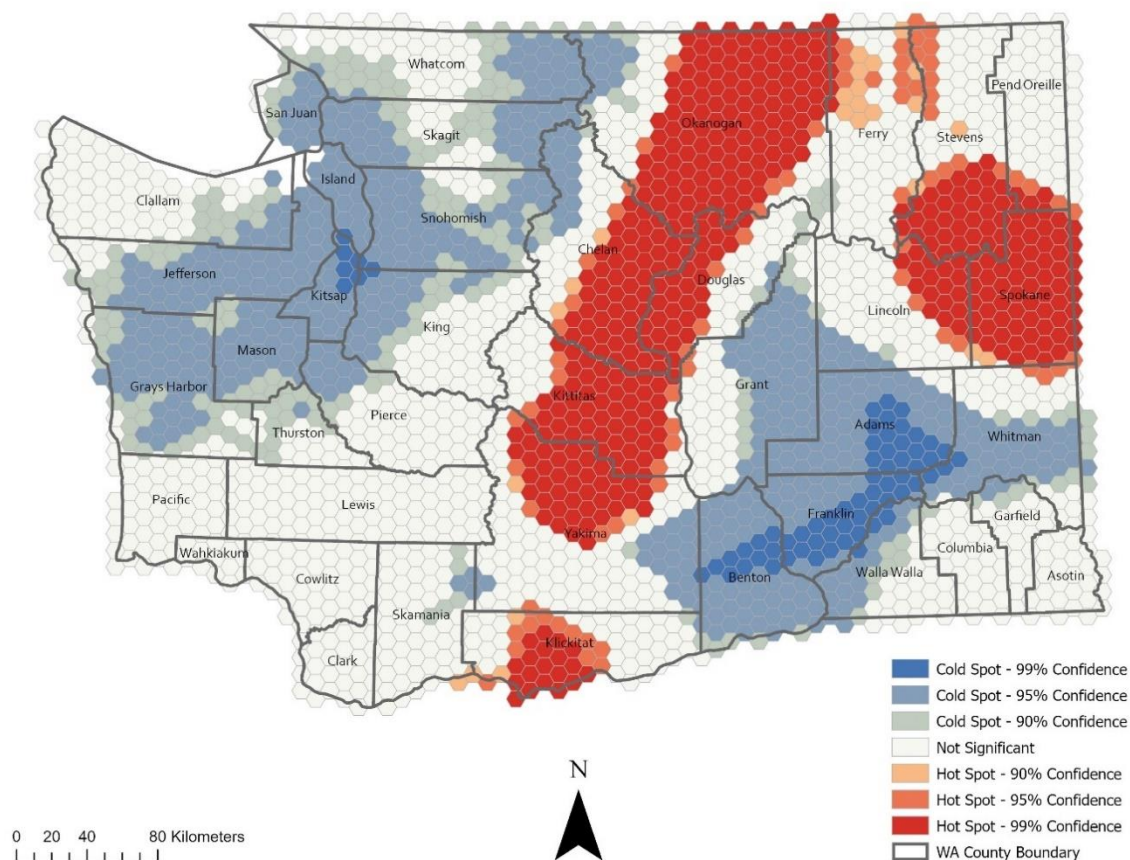 Whatcom
San Juan
Skagit
Okanogan
Pend Oreille
Ferry
Stevens
Island
Clallam
Snohomish
Chelan
Jefferson
Douglas
Kitsap
Lincoln
Spokane
King
Mason
Grays Harbor
Grant
Kittitas
Pierce
Adams
Thurston
Whitman
Pacific
Lewis
Franklin
Garfield
Yakima
Wahkiakum
Columbia
Benton
Walla Walla
Asotin
Cowlitz
Skamania
Klickitat
Clark
Cold Spot - 99% Confidence
Cold Spot - 95% Confidence
Cold Spot - 90% Confidence
Not Significant
Hot Spot - 90% Confidence
Hot Spot - 95% Confidence
Hot Spot - 99% Confidence
WA County Boundary
N
0 20 40 80 Kilometers